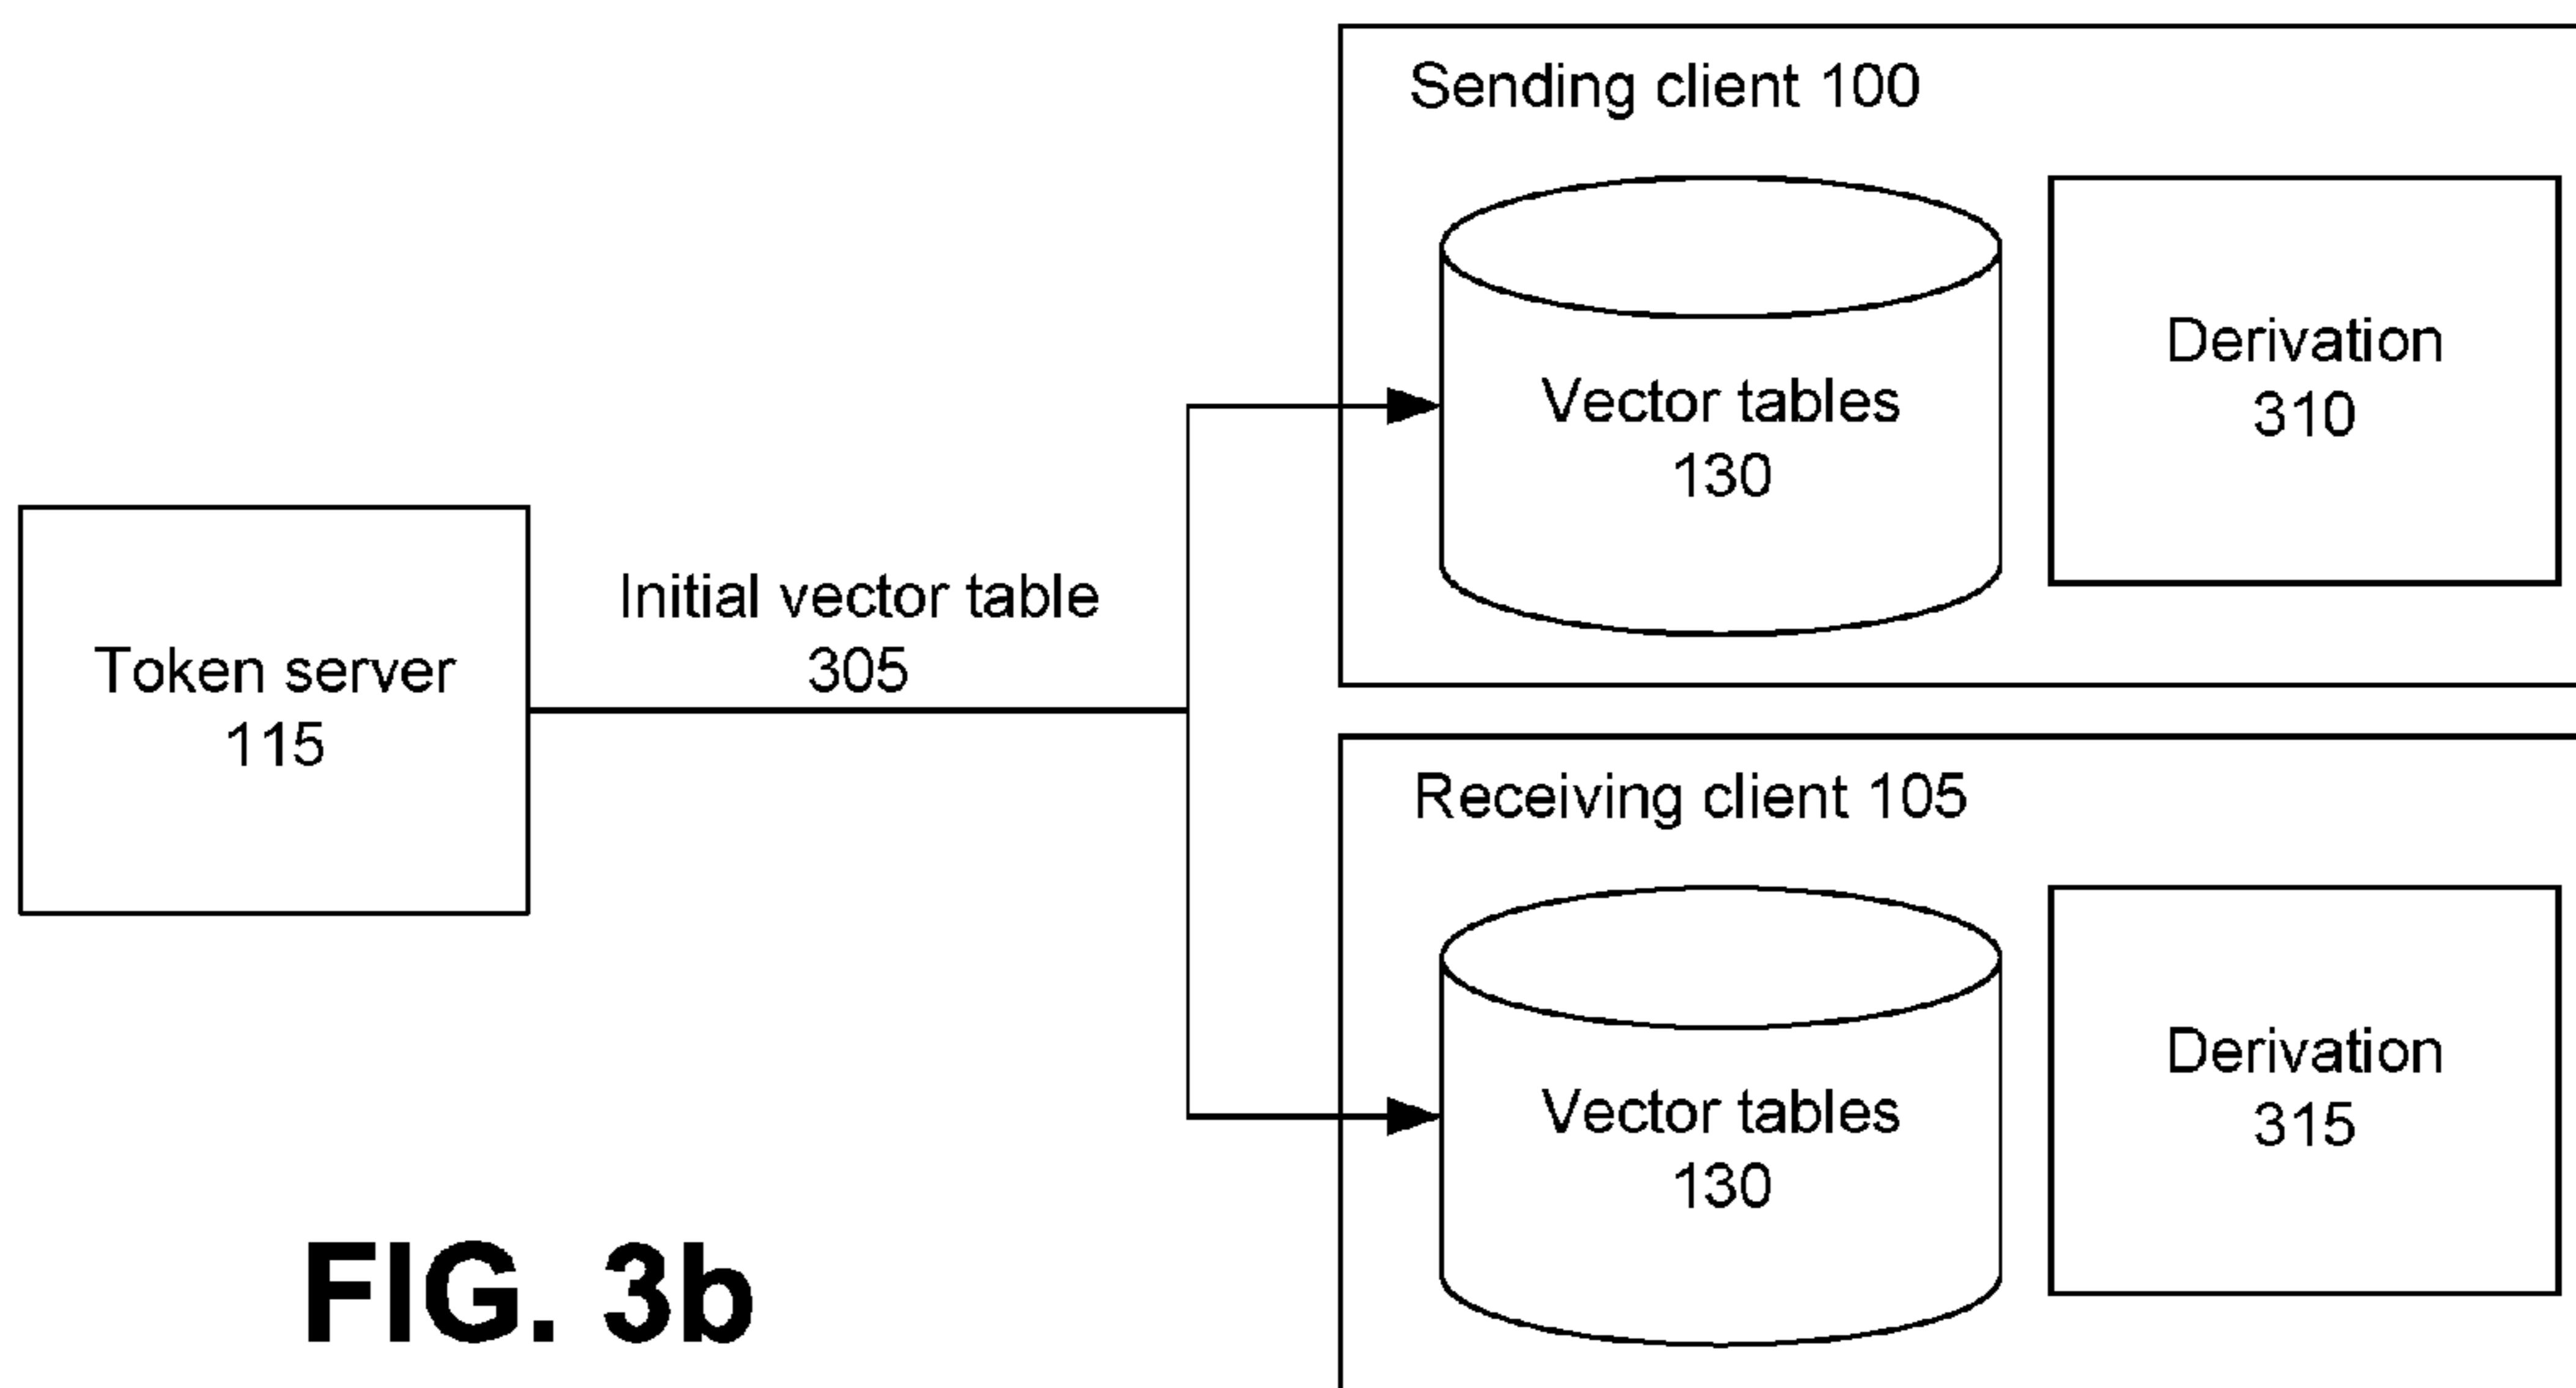 Sending client 100
Vector tables
130
Derivation
310
Initial vector table
305
Token server
115
Receiving client 105
Vector tables
130
Derivation
315
FIG. 3b